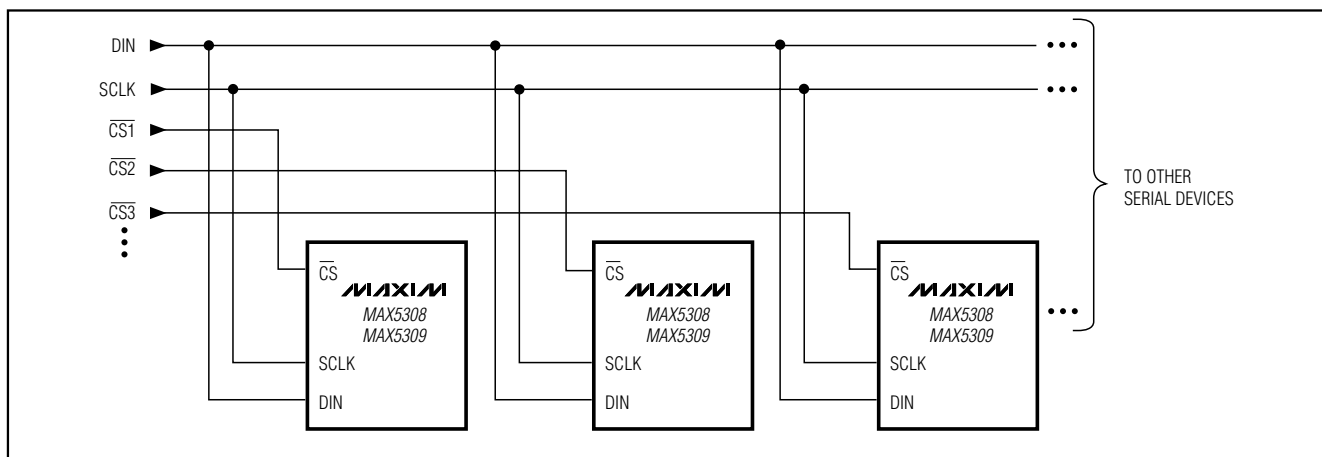 DIN
SCLK
CS1
CS2
CS3
TO OTHER
SERIAL DEVICES
CS
MAXIM
MAX5308
MAX5309
SCLK
DIN
CS
MAXIM
MAX5308
MAX5309
SCLK
DIN
CS
MAXIM
MAX5308
MAX5309
SCLK
DIN